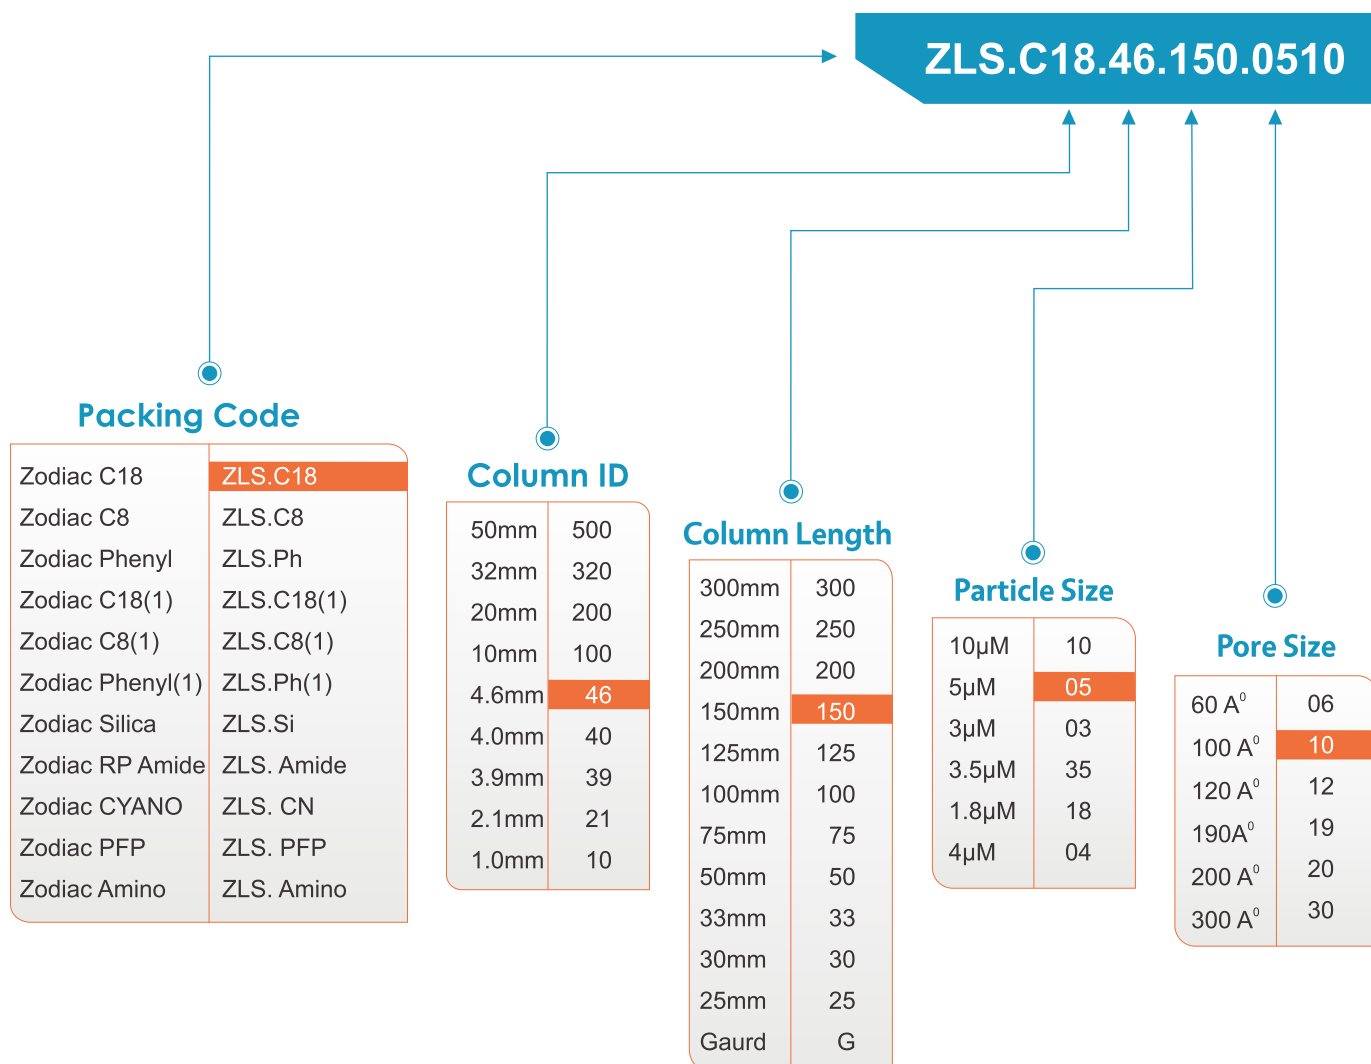 ZLS.C18.46.150.0510
Packing Code
Zodiac C18 ZLS.C18
Zodiac C8 ZLS.C8
Zodiac Phenyl ZLS.Ph
Zodiac C18(1) ZLS.C18(1)
Zodiac C8(1) ZLS.C8(1)
Zodiac Phenyl(1) ZLS.Ph(1)
Zodiac Silica ZLS.Si
Zodiac RP Amide ZLS. Amide
Zodiac CYANO ZLS. CN
Zodiac PFP ZLS. PFP
Zodiac Amino ZLS. Amino
Column ID
50mm 500
32mm 320
20mm 200
10mm 100
4.6mm 46
4.0mm 40
3.9mm 39
2.1mm 21
1.0mm 10
Column Length
300mm 300
250mm 250
200mm 200
150mm 150
125mm 125
100mm 100
75mm 75
50mm 50
33mm 33
30mm 30
25mm 25
Gaurd G
Particle Size
10µM 10
5µM 05
3µM 03
3.5µM 35
1.8µM 18
4µM 04
Pore Size
60 A⁰ 06
100 A⁰ 10
120 A⁰ 12
190A⁰ 19
200 A⁰ 20
300 A⁰ 30